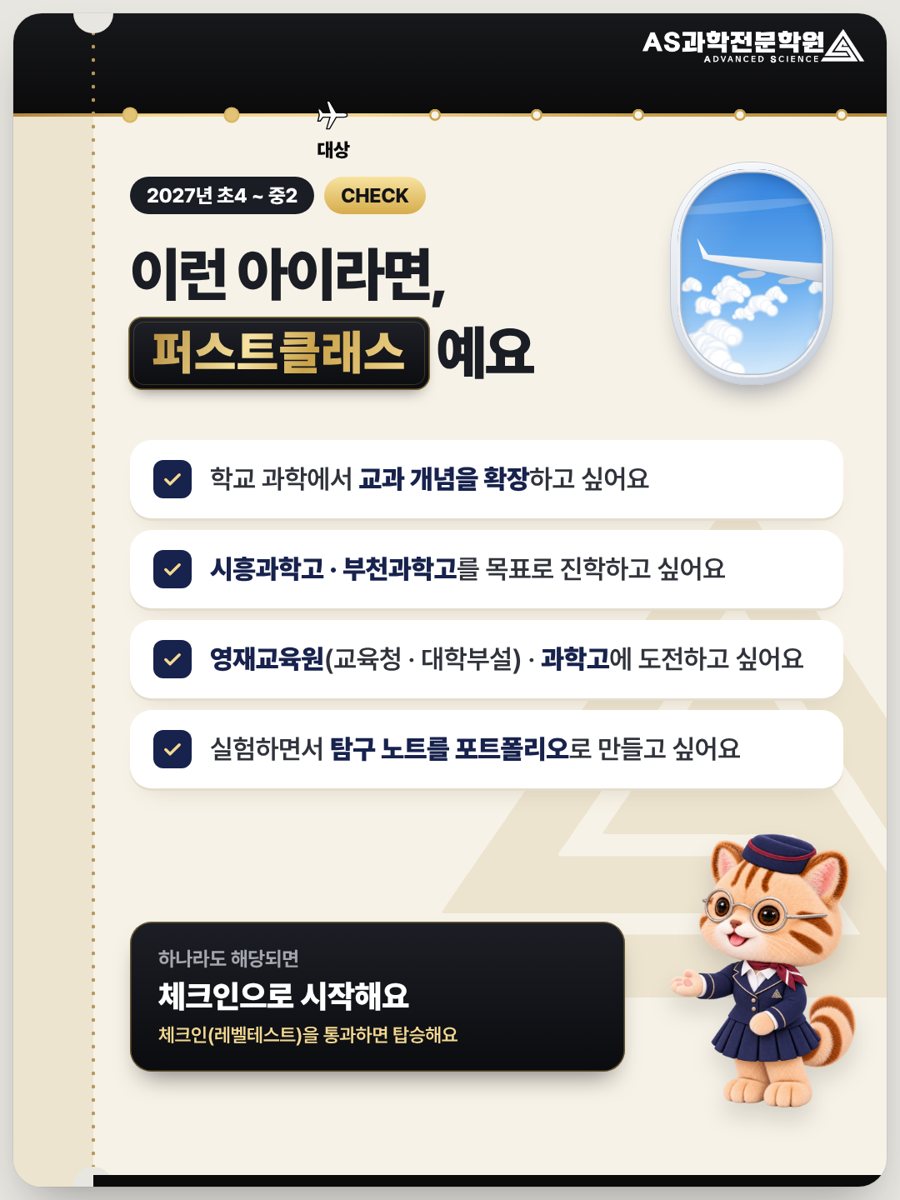 AS과학전문학원
ADVANCED SCIENCE
대상
2027년 초4 ~ 중2
CHECK
이런 아이라면,
퍼스트클래스 예요
학교 과학에서 교과 개념을 확장하고 싶어요
시흥과학고 · 부천과학고를 목표로 진학하고 싶어요
영재교육원(교육청 · 대학부설) · 과학고에 도전하고 싶어요
실험하면서 탐구 노트를 포트폴리오로 만들고 싶어요
하나라도 해당되면
체크인으로 시작해요
체크인(레벨테스트)을 통과하면 탑승해요